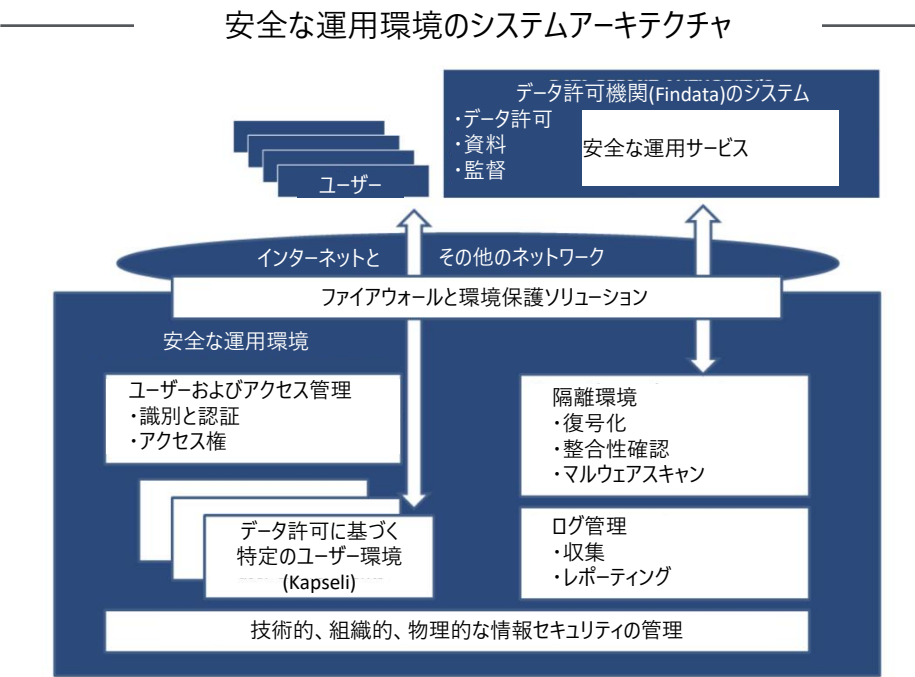 安全な運用環境のシステムアーキテクチャ
データ許可機関(Findata)のシステム
・データ許可
・資料
・監督
安全な運用サービス
ユーザー
インターネットと その他のネットワーク
ファイアウォールと環境保護ソリューション
安全な運用環境
ユーザーおよびアクセス管理
・識別と認証
・アクセス権
隔離環境
・復号化
・整合性確認
・マルウェアスキャン
データ許可に基づく
特定のユーザー環境
(Kapseli)
ログ管理
・収集
・レポーティング
技術的、組織的、物理的な情報セキュリティの管理